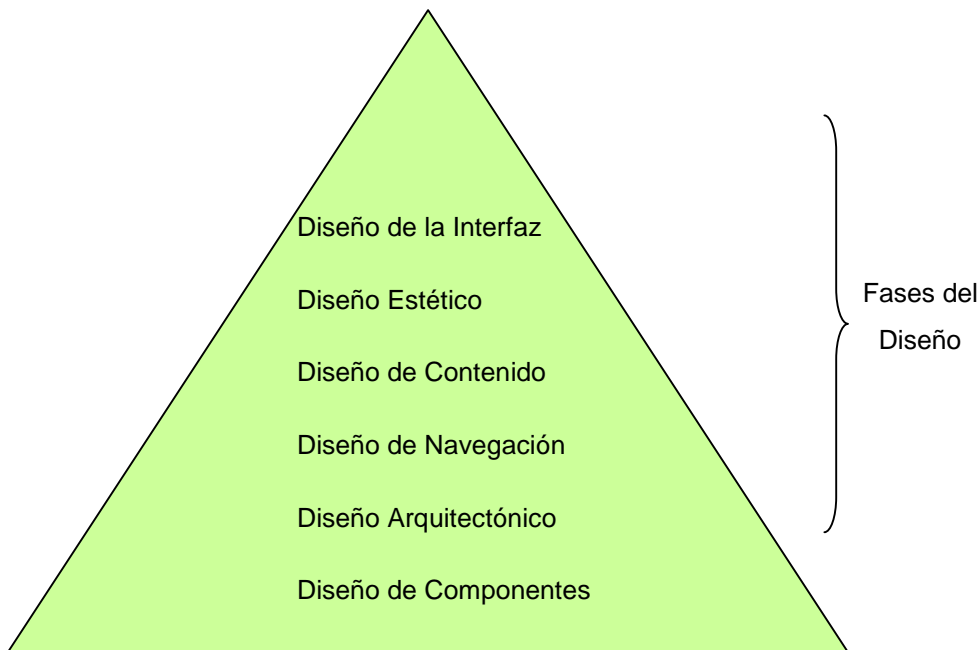 Diseño de la Interfaz
Diseño Estético
Diseño de Contenido
Diseño de Navegación
Diseño Arquitectónico
Diseño de Componentes
Fases del
Diseño